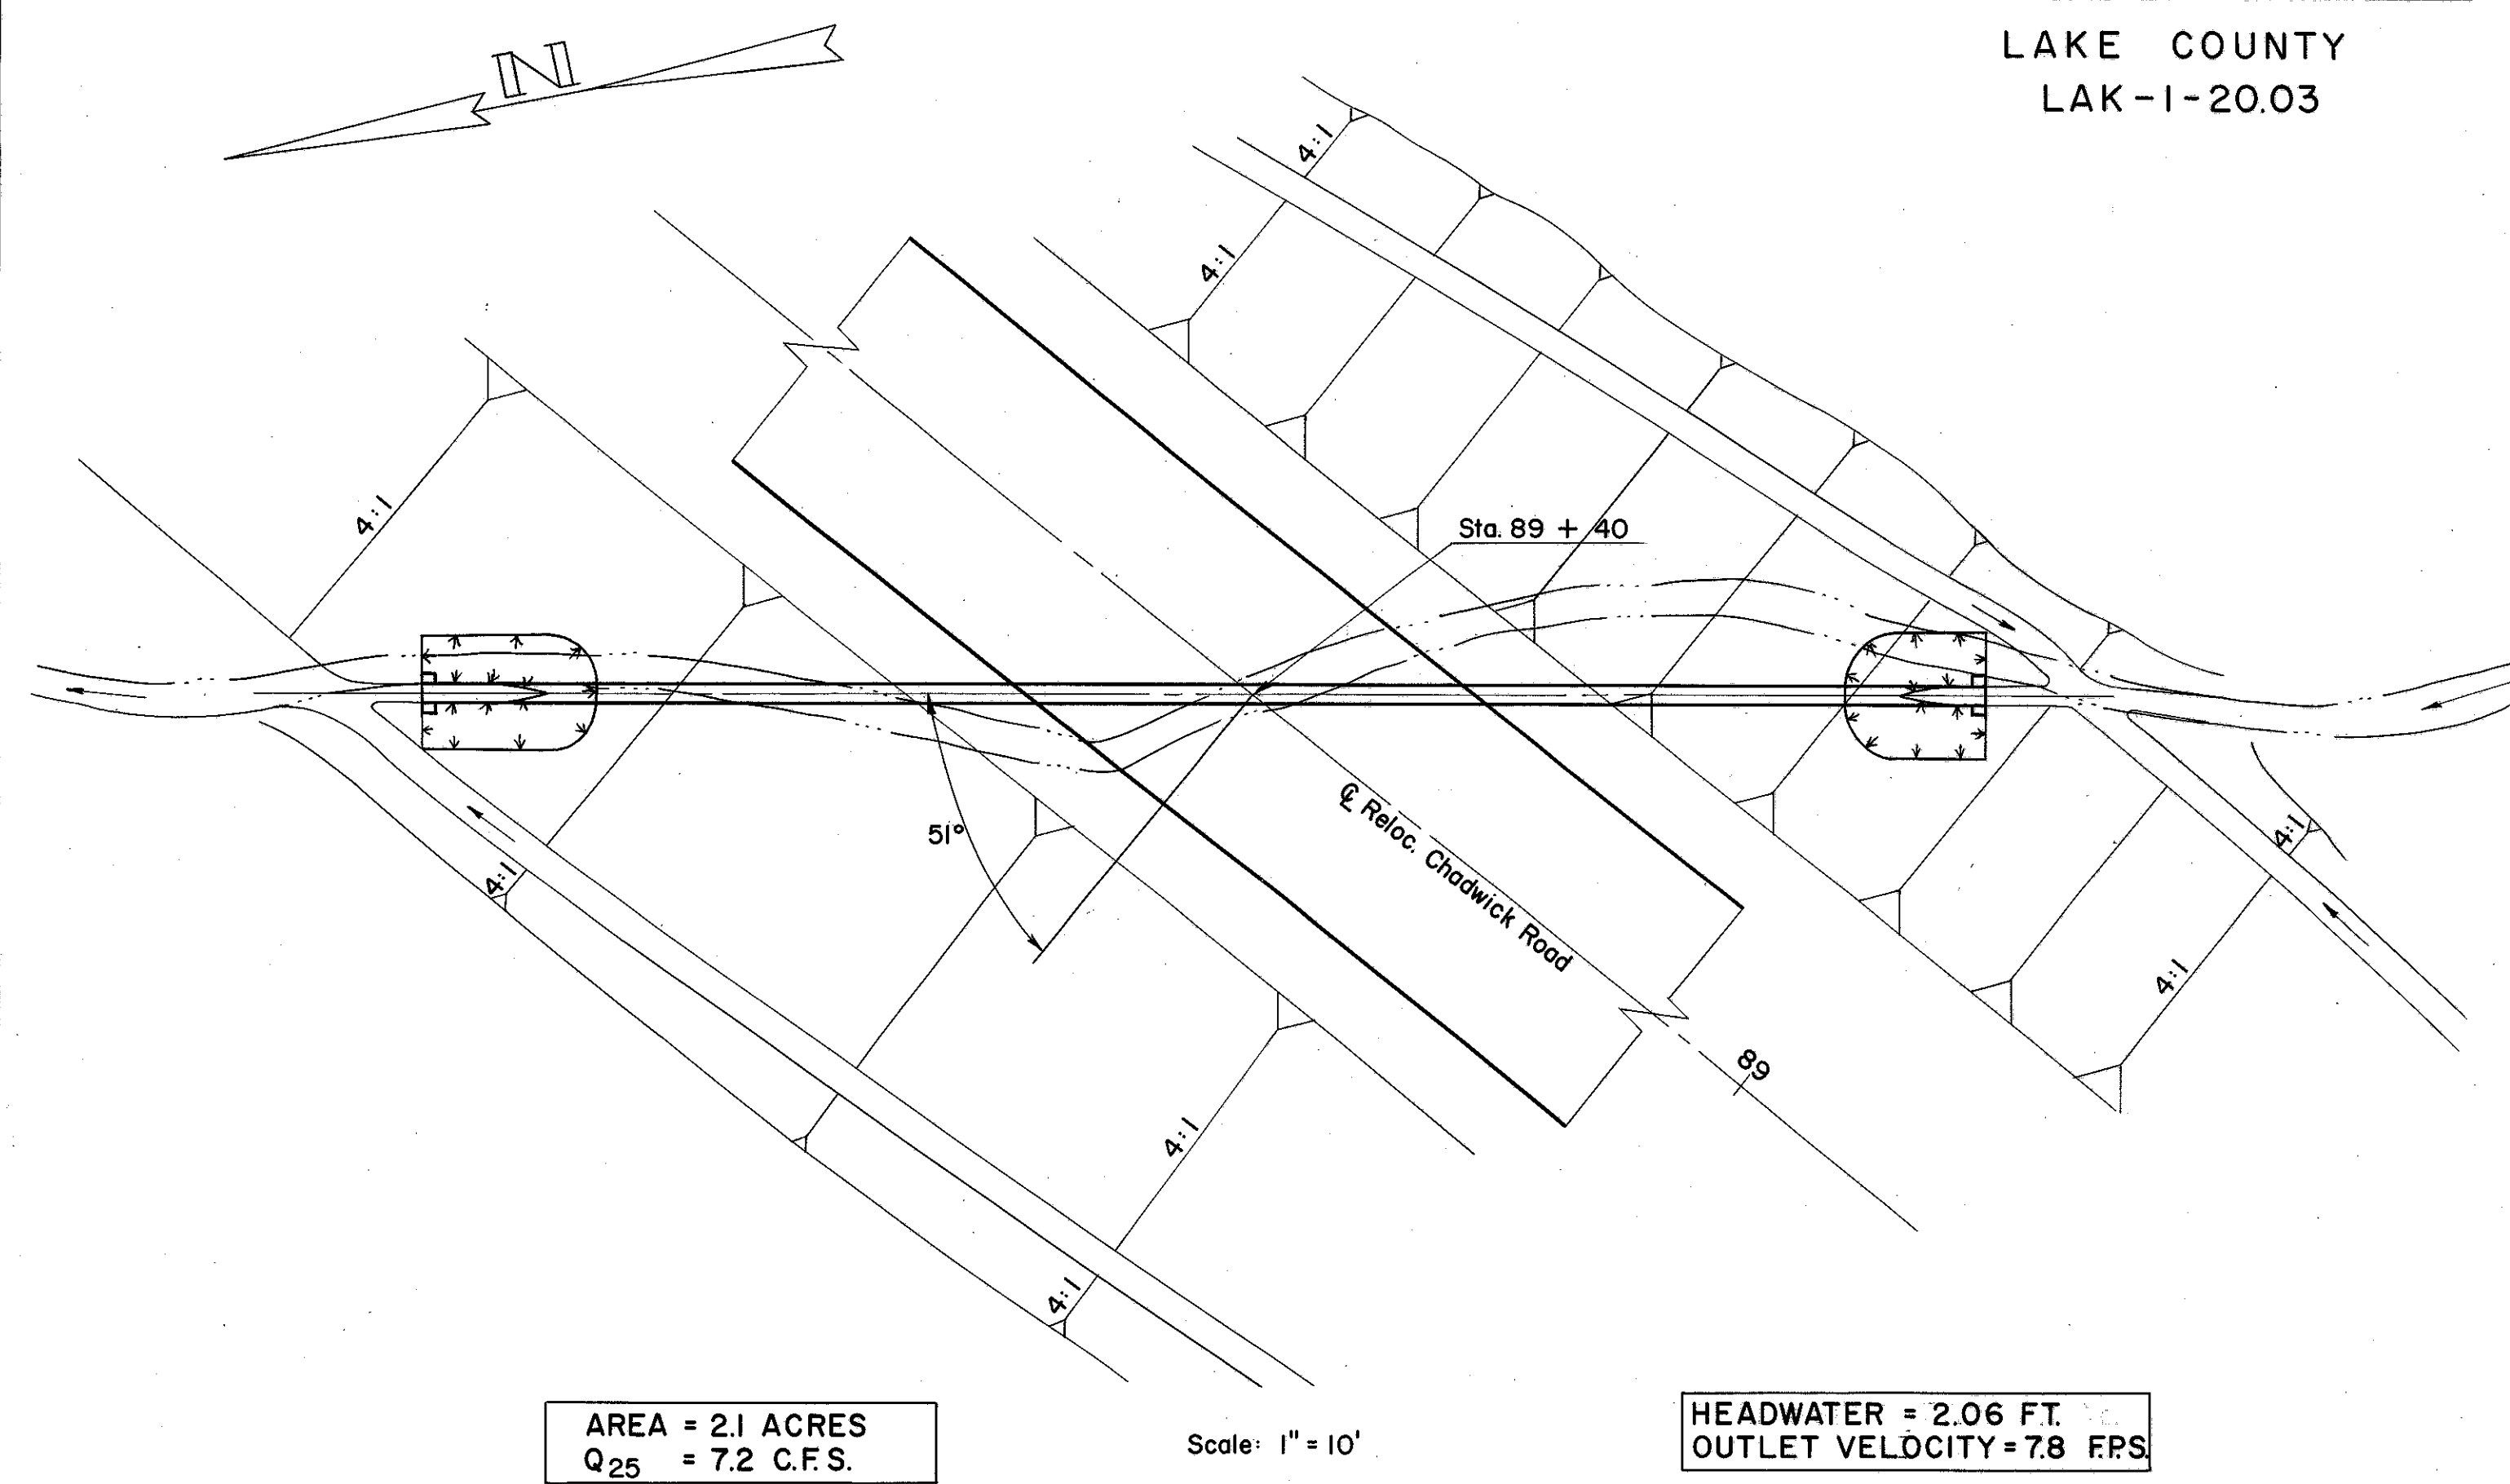 LAKE COUNTY
LAK-1-20.03
N
4:1
4:1
4:1
Sta. 89 + 40
51°
℄ Reloc. Chadwick Road
4:1
4:1
4:1
89
4:1
4:1
AREA = 2.1 ACRES
Q25 = 7.2 C.F.S.
Scale: 1" = 10'
HEADWATER = 2.06 FT.
OUTLET VELOCITY = 7.8 F.P.S.